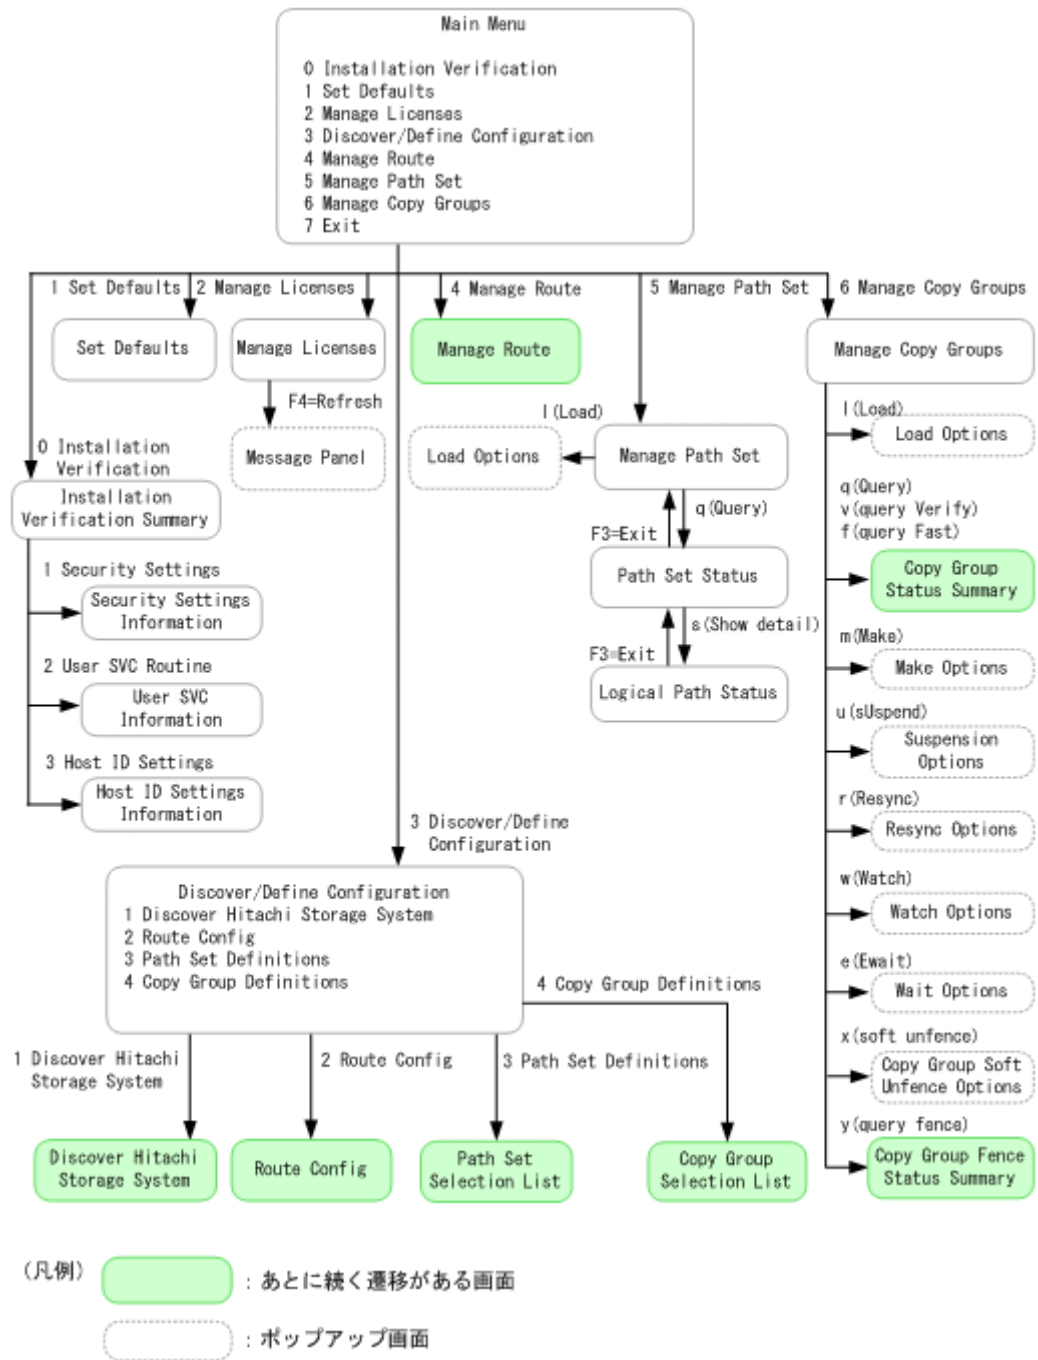 Main Menu
0 Installation Verification
1 Set Defaults
2 Manage Licenses
3 Discover/Define Configuration
4 Manage Route
5 Manage Path Set
6 Manage Copy Groups
7 Exit
1 Set Defaults
2 Manage Licenses
4 Manage Route
5 Manage Path Set
6 Manage Copy Groups
Set Defaults
Manage Licenses
Manage Route
Manage Copy Groups
F4=Refresh
Message Panel
l(Load)
Load Options
Manage Path Set
q(Query)
F3=Exit
Path Set Status
s(Show detail)
F3=Exit
Logical Path Status
0 Installation
Verification
Installation
Verification Summary
1 Security Settings
Security Settings
Information
2 User SVC Routine
User SVC
Information
3 Host ID Settings
Host ID Settings
Information
l(Load)
Load Options
q(Query)
v(query Verify)
f(query Fast)
Copy Group
Status Summary
m(Make)
Make Options
u(sUspend)
Suspension
Options
r(Resync)
Resync Options
w(Watch)
Watch Options
e(Ewait)
Wait Options
x(soft unfence)
Copy Group Soft
Unfence Options
y(query fence)
Copy Group Fence
Status Summary
3 Discover/Define
Configuration
Discover/Define Configuration
1 Discover Hitachi Storage System
2 Route Config
3 Path Set Definitions
4 Copy Group Definitions
1 Discover Hitachi
Storage System
2 Route Config
3 Path Set Definitions
4 Copy Group Definitions
Discover Hitachi
Storage System
Route Config
Path Set
Selection List
Copy Group
Selection List
(凡例)
: あとに続く遷移がある画面
: ポップアップ画面